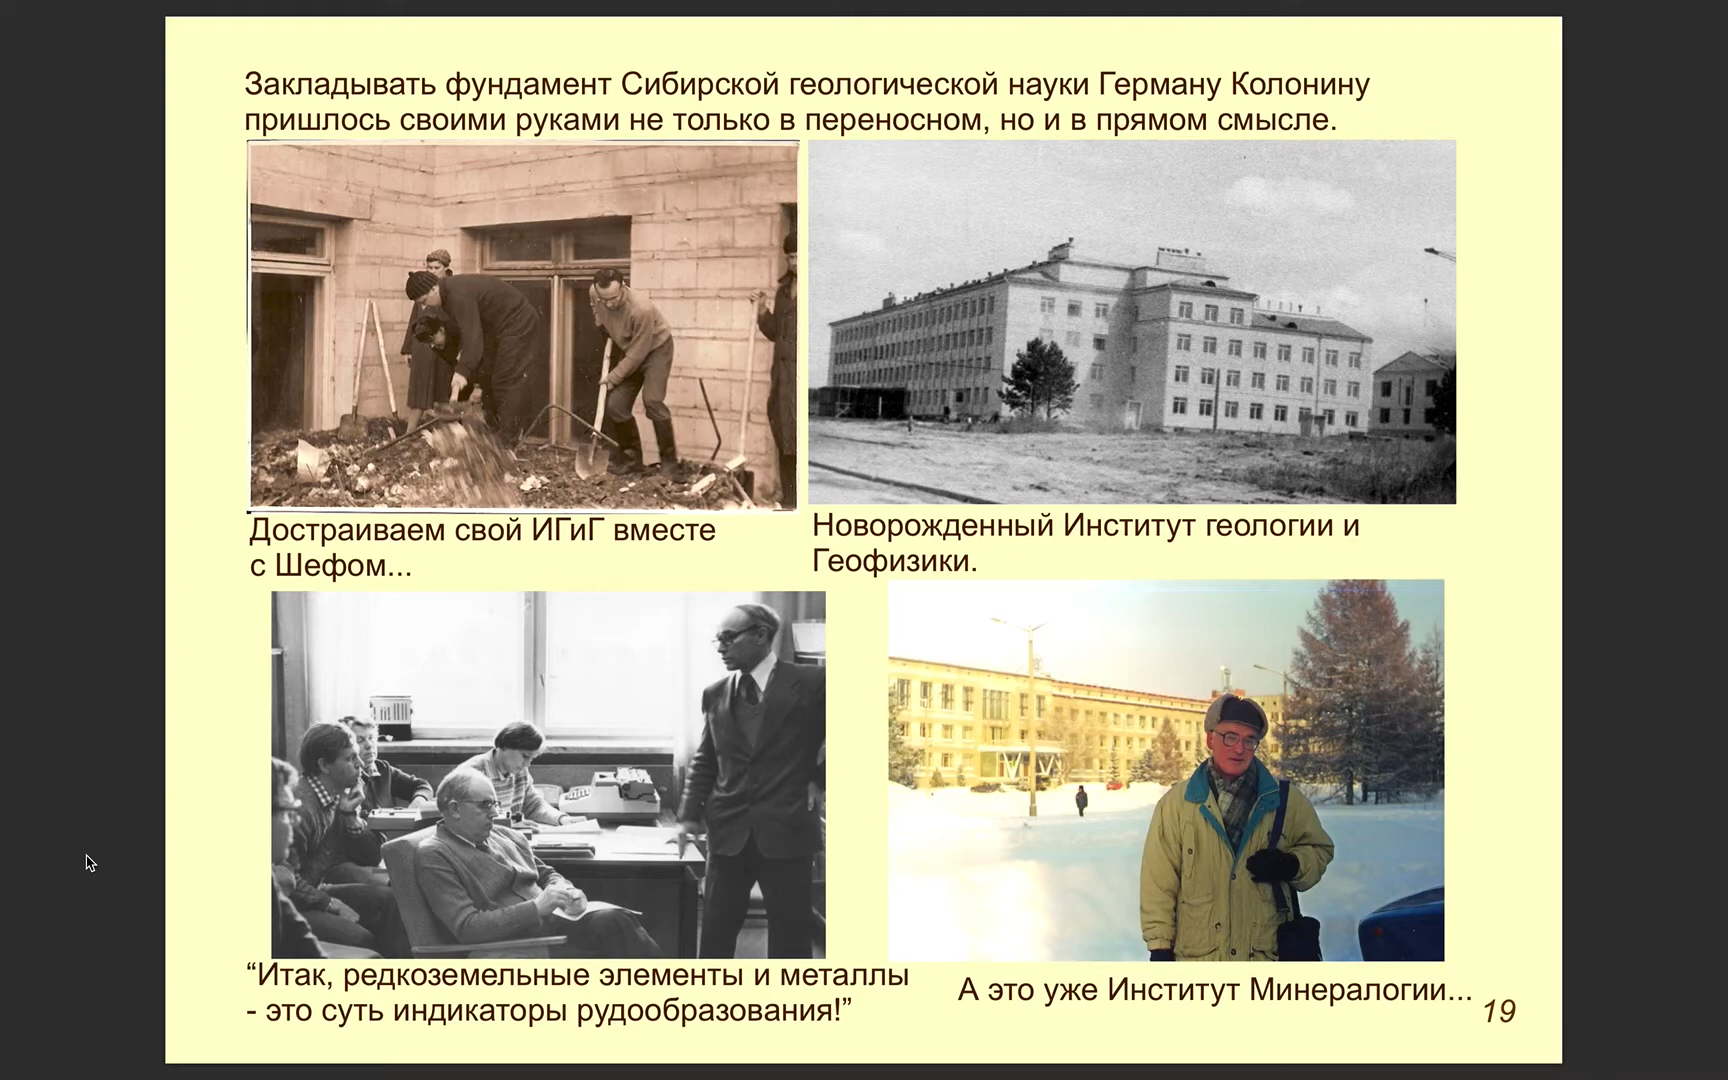 Закладывать фундамент Сибирской геологической науки Герману Колонину
пришлось своими руками не только в переносном, но и в прямом смысле.
Достраиваем свой ИГиГ вместе
с Шефом...
Новорожденный Институт геологии и
Геофизики.
“Итак, редкоземельные элементы и металлы
- это суть индикаторы рудообразования!”
А это уже Институт Минералогии...
19